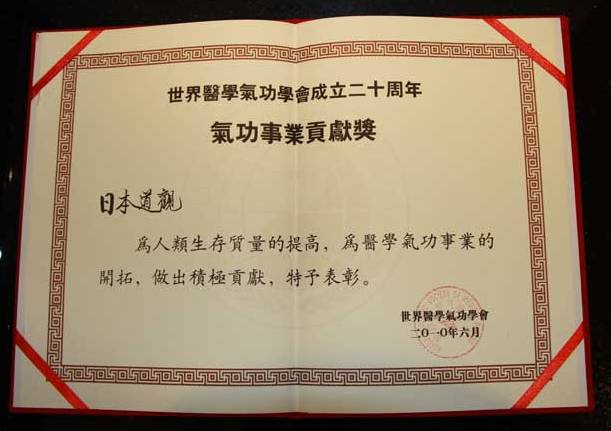 世界醫學氣功學會成立二十周年
氣功事業貢獻獎
日本道觀
爲人類生存質量的提高，爲醫學氣功事業的
開拓，做出積極貢獻，特予表彰。
世界醫學氣功學會
二〇一〇年六月